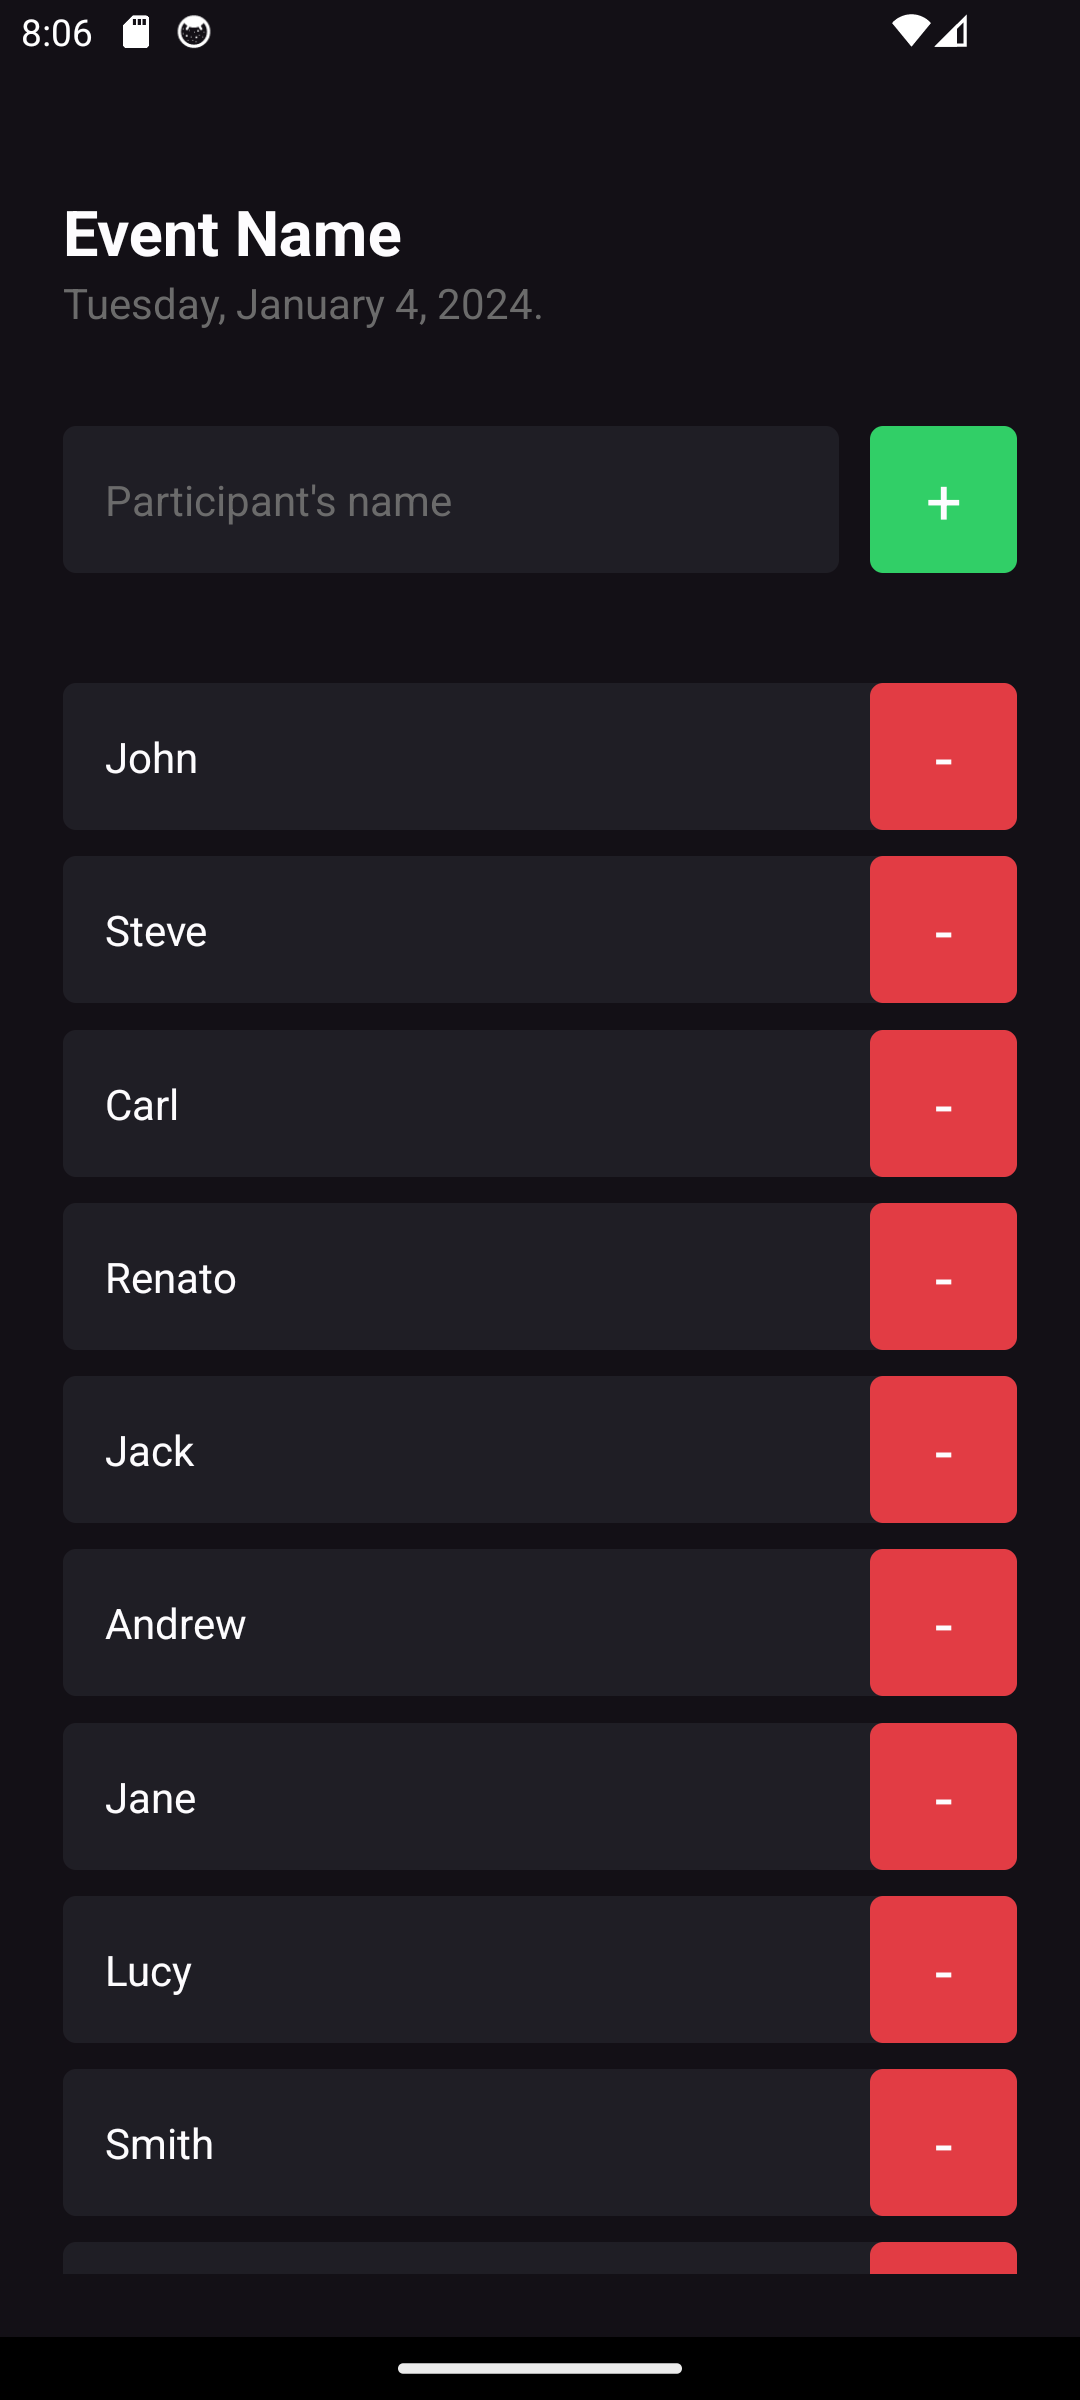 8:06
Event Name
Tuesday, January 4, 2024.
Participant's name
+
John
-
Steve
-
Carl
-
Renato
-
Jack
-
Andrew
-
Jane
-
Lucy
-
Smith
-